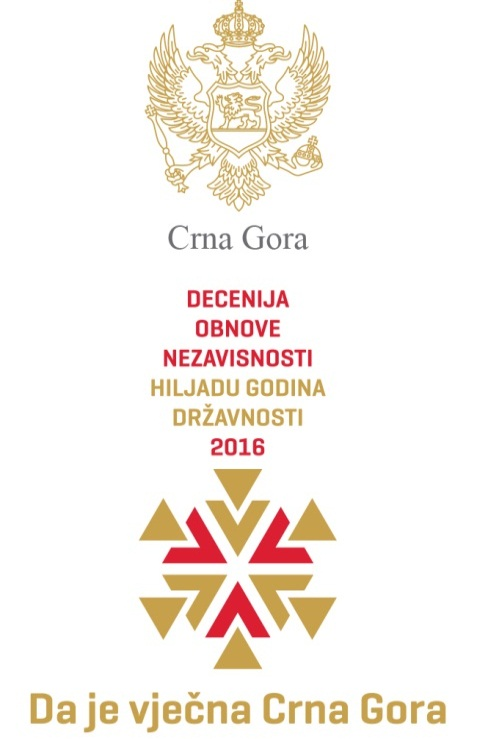 Crna Gora
DECENIJA
OBNOVE
NEZAVISNOSTI
HILJADU GODINA
DRŽAVNOSTI
2016
Da je vječna Crna Gora